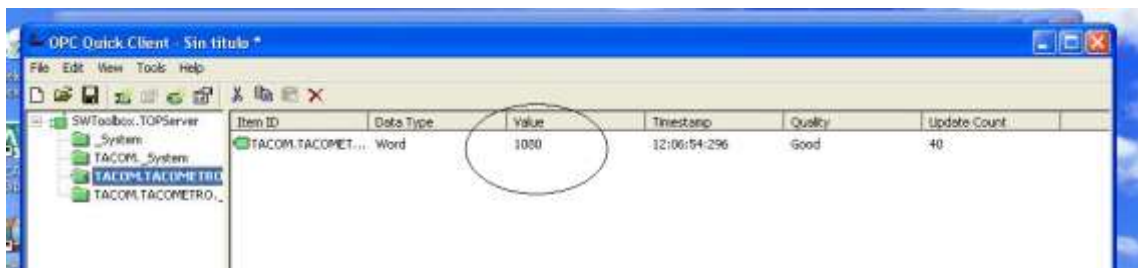 OPC Quick Client - Sin título *
File Edit View Tools Help
SWToolbox.TOPServer
_System
TACOM._System
TACOM.TACOMETRO
TACOM.TACOMETRO._
Item ID Data Type Value Timestamp Quality Update Count
TACOM.TACOMET... Word 1080 12:06:54:296 Good 40